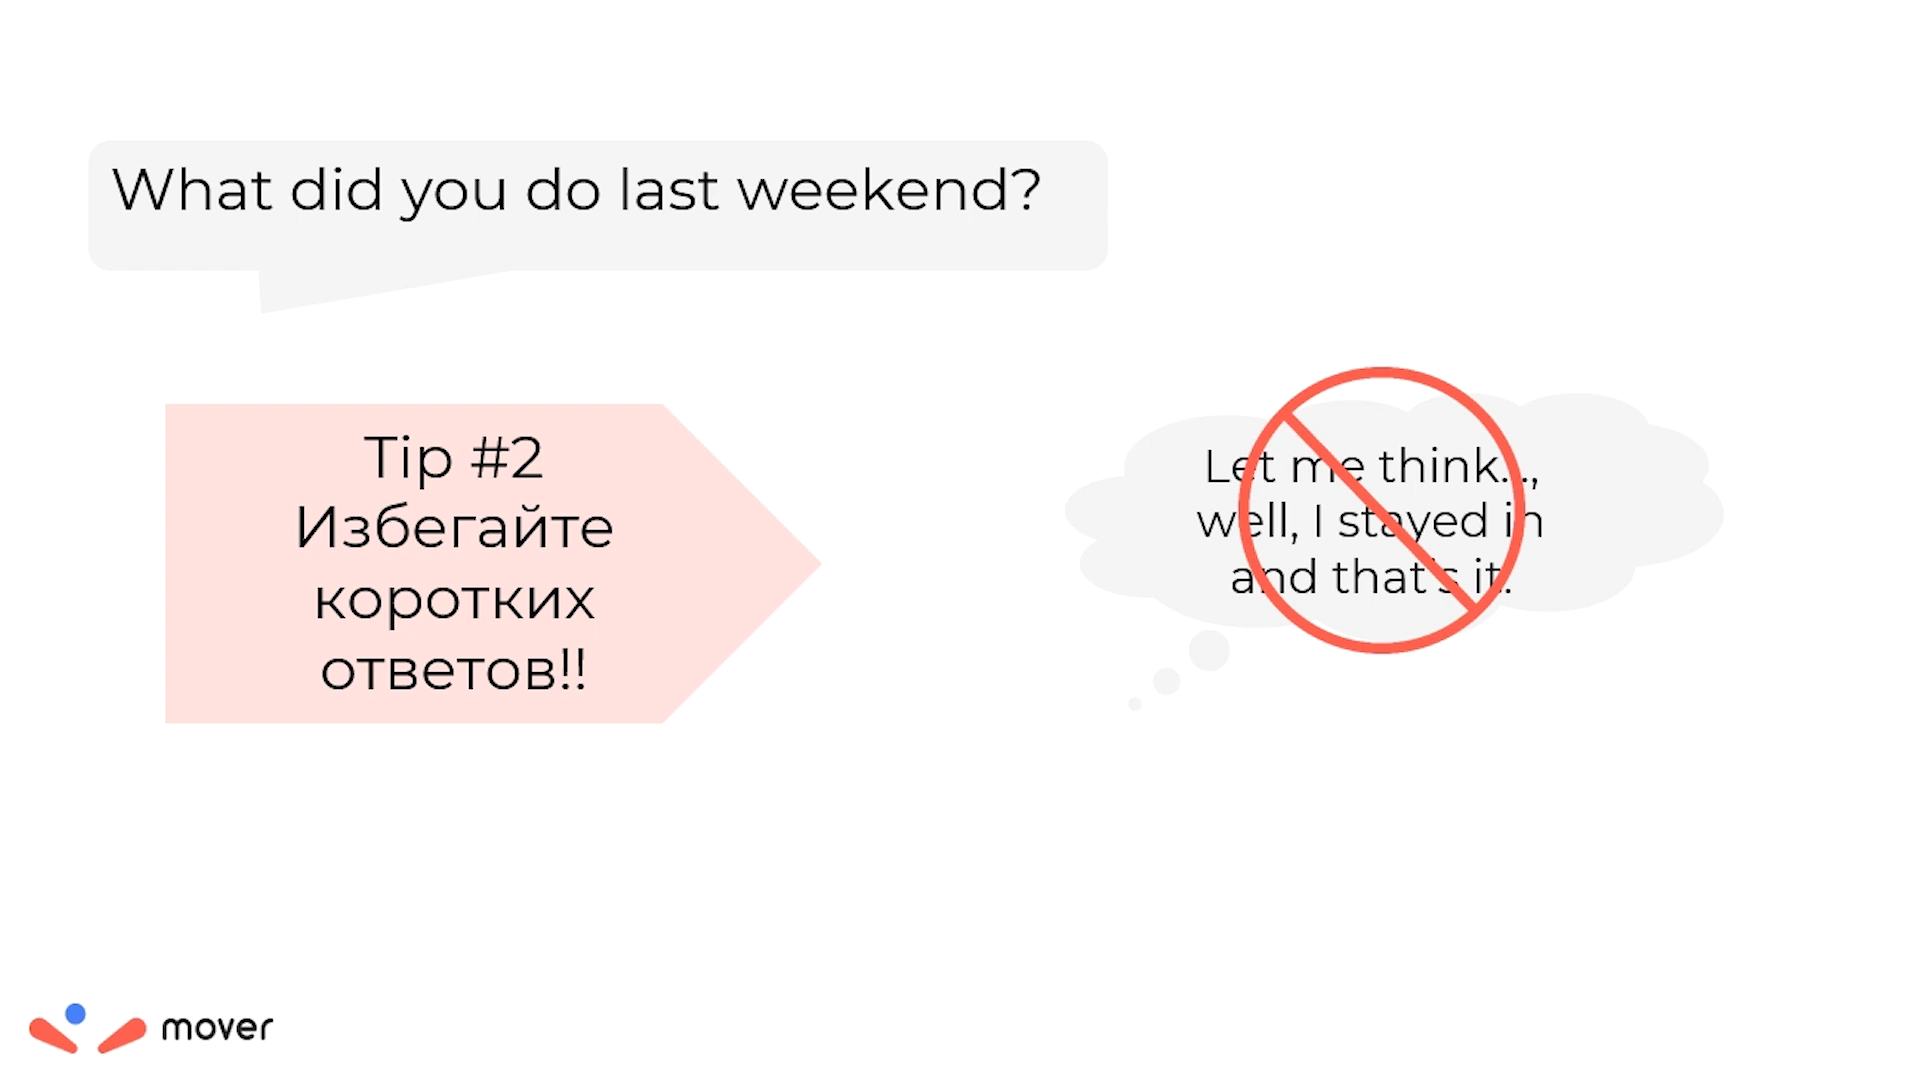 What did you do last weekend?
Tip #2
Избегайте
коротких
ответов!!
Let me think...,
well, I stayed in
and that's it.
mover